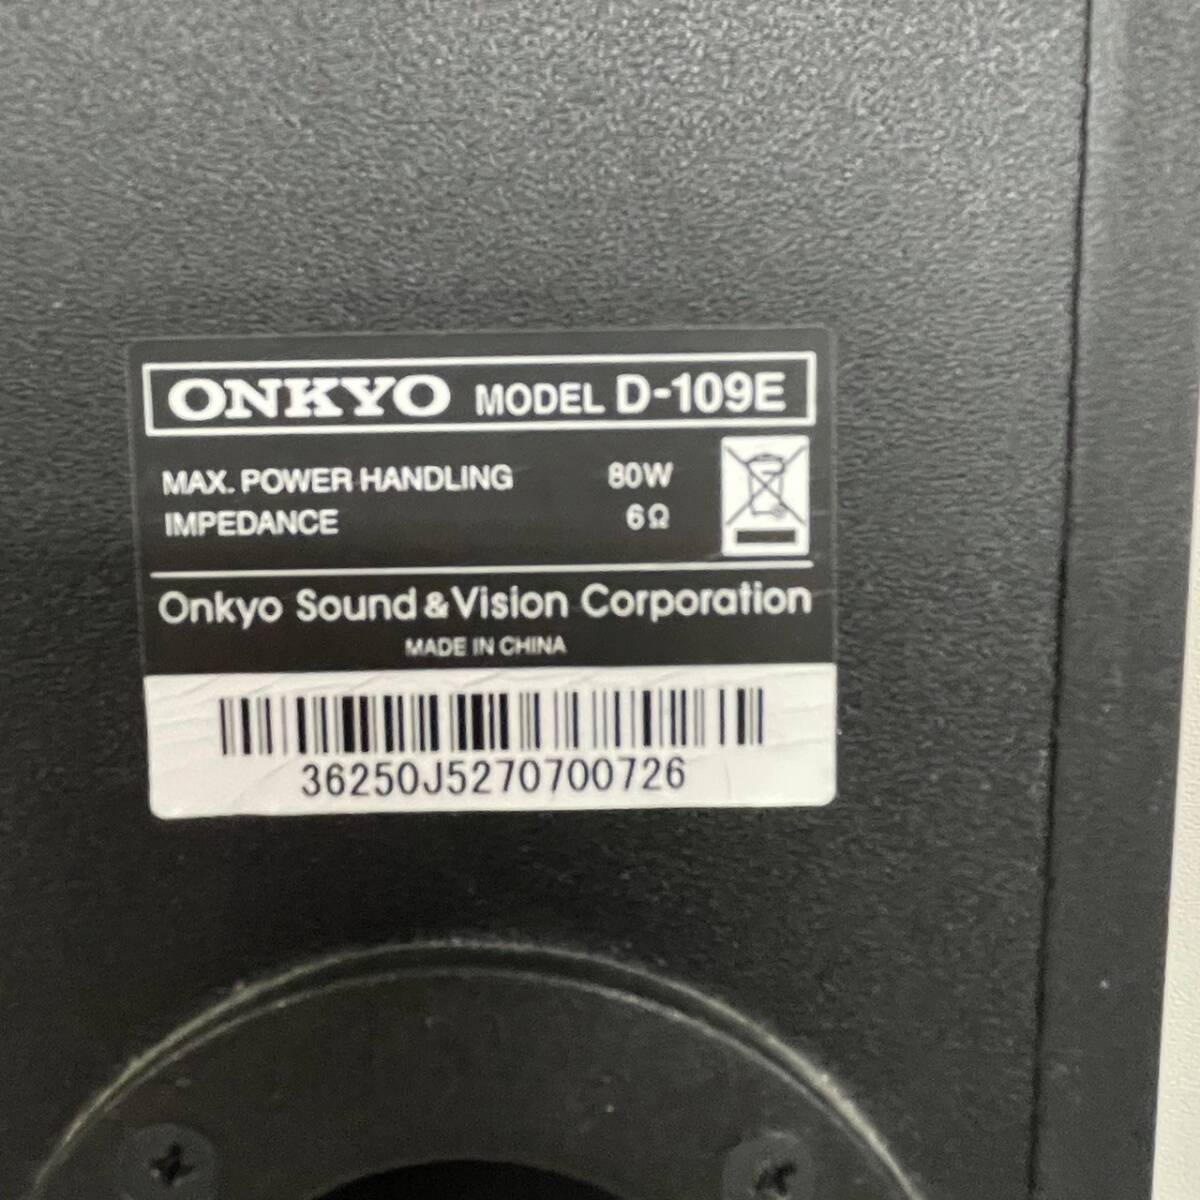 ONKYO MODEL D-109E
MAX. POWER HANDLING 80W
IMPEDANCE 6Ω
Onkyo Sound & Vision Corporation
MADE IN CHINA
36250J5270700726